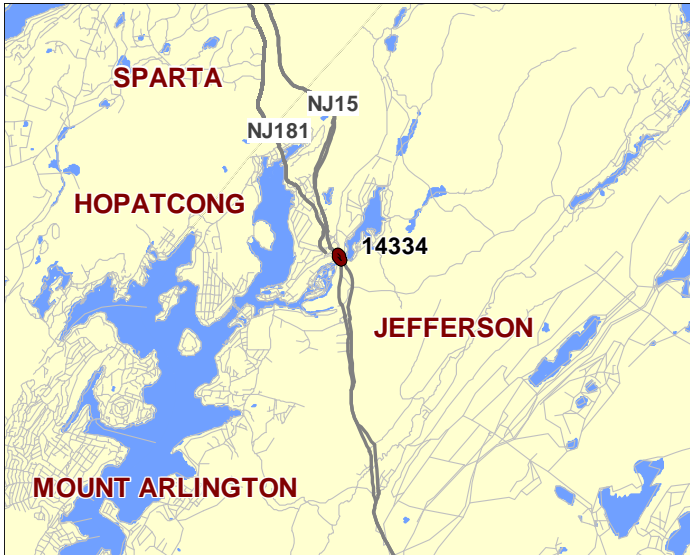 SPARTA
NJ15
NJ181
HOPATCONG
14334
JEFFERSON
MOUNT ARLINGTON